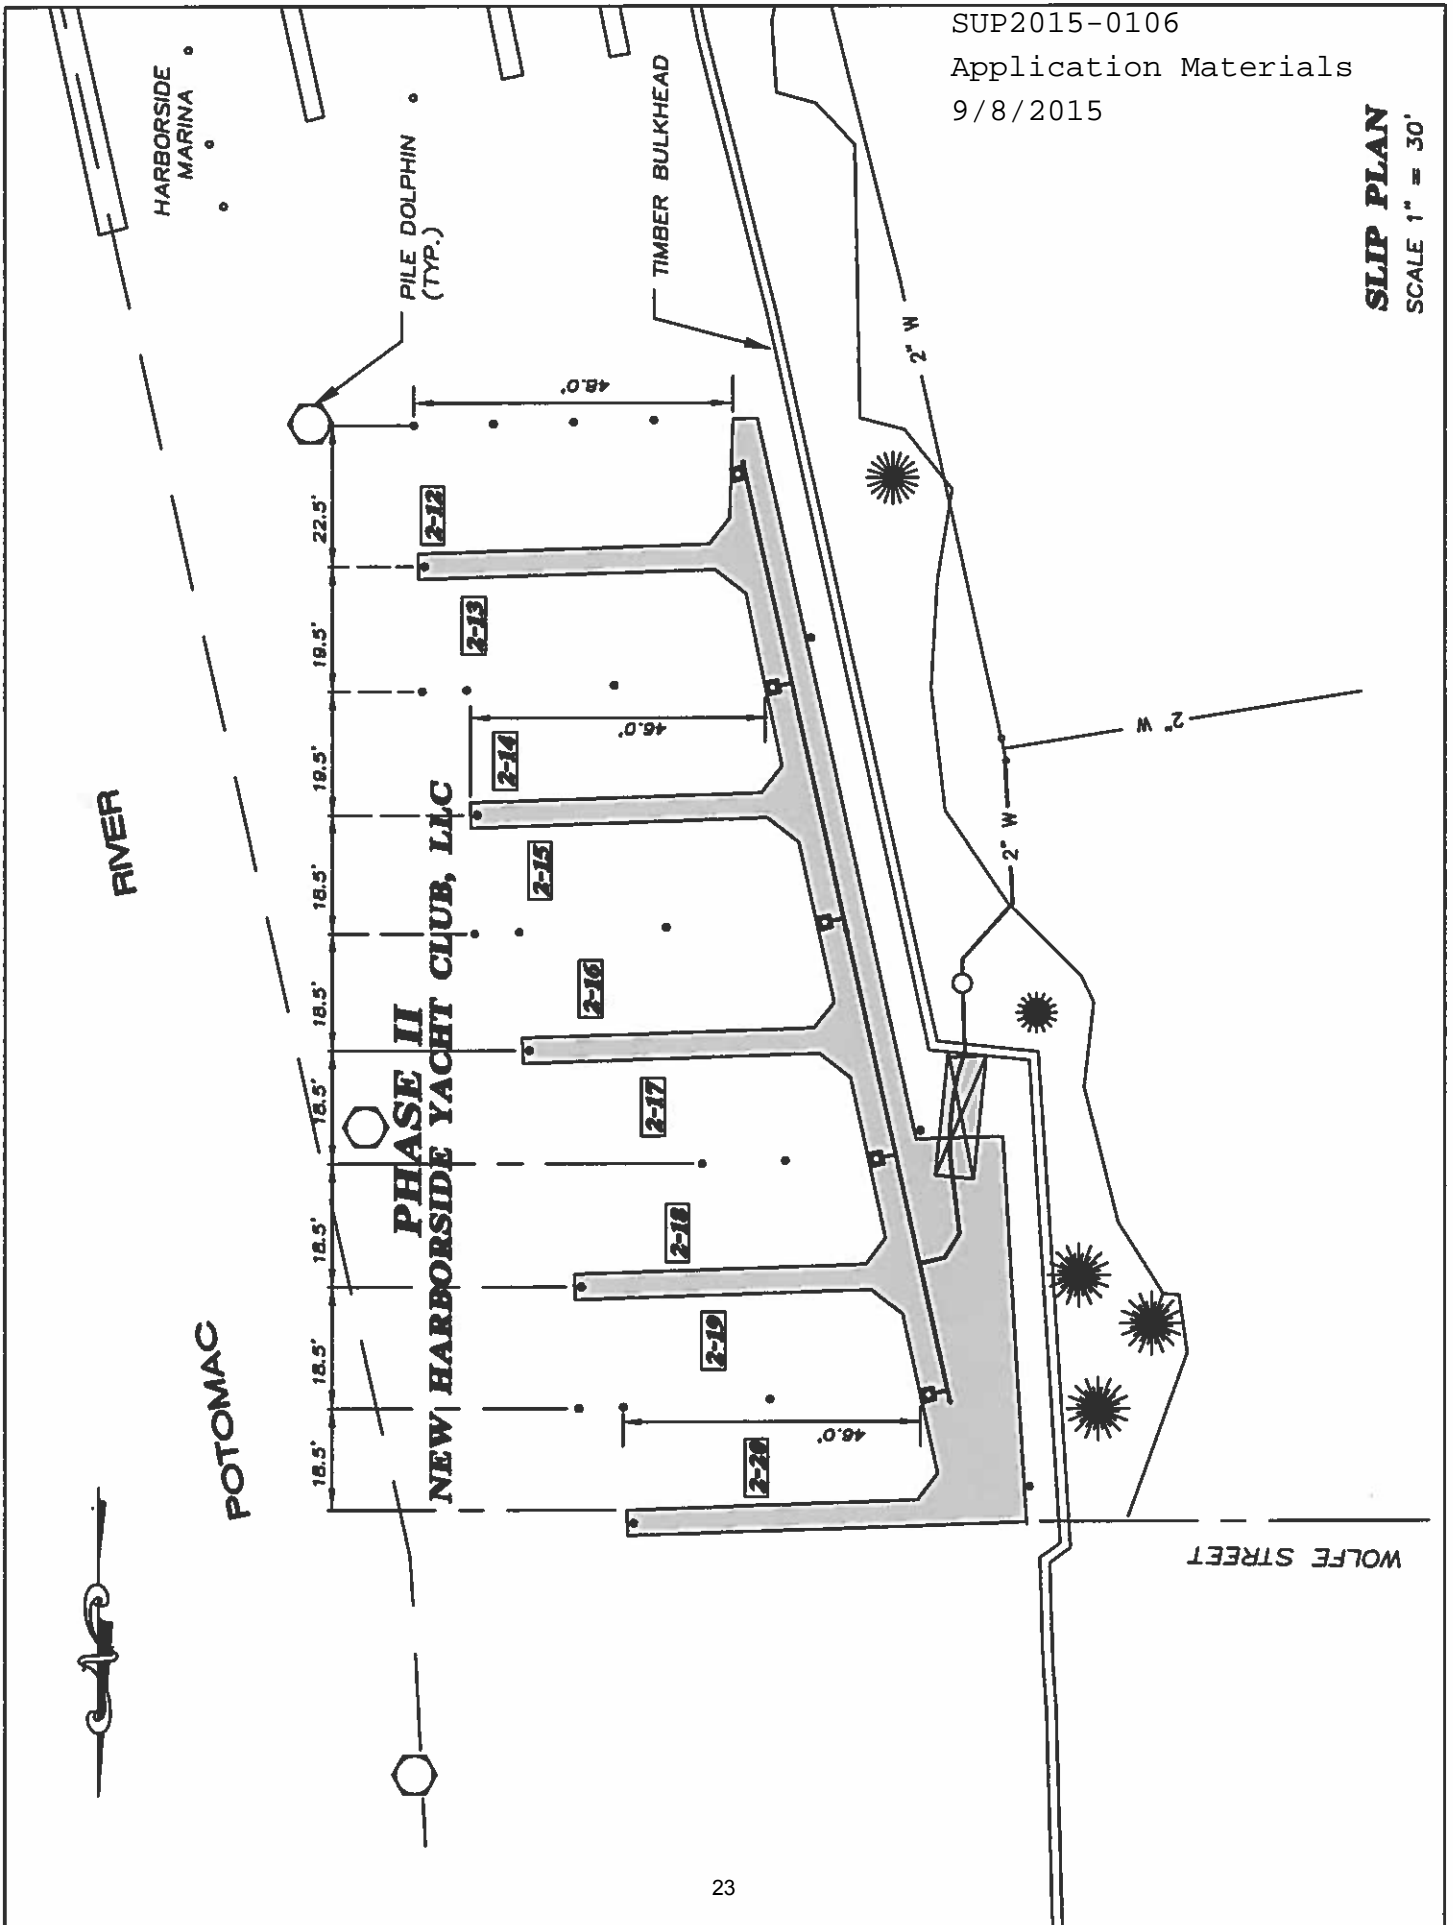 SUP2015-0106
Application Materials
9/8/2015
SLIP PLAN
SCALE 1" = 30'
HARBORSIDE
MARINA
PILE DOLPHIN
(TYP.)
TIMBER BULKHEAD
RIVER
POTOMAC
PHASE II
NEW HARBORSIDE YACHT CLUB, LLC
22.5'
19.5'
19.5'
18.5'
18.5'
18.5'
18.5'
18.5'
18.5'
48.0'
46.0'
46.0'
2-12
2-13
2-14
2-15
2-16
2-17
2-18
2-19
2-20
2" W
2" W
2" W
WOLFE STREET
23